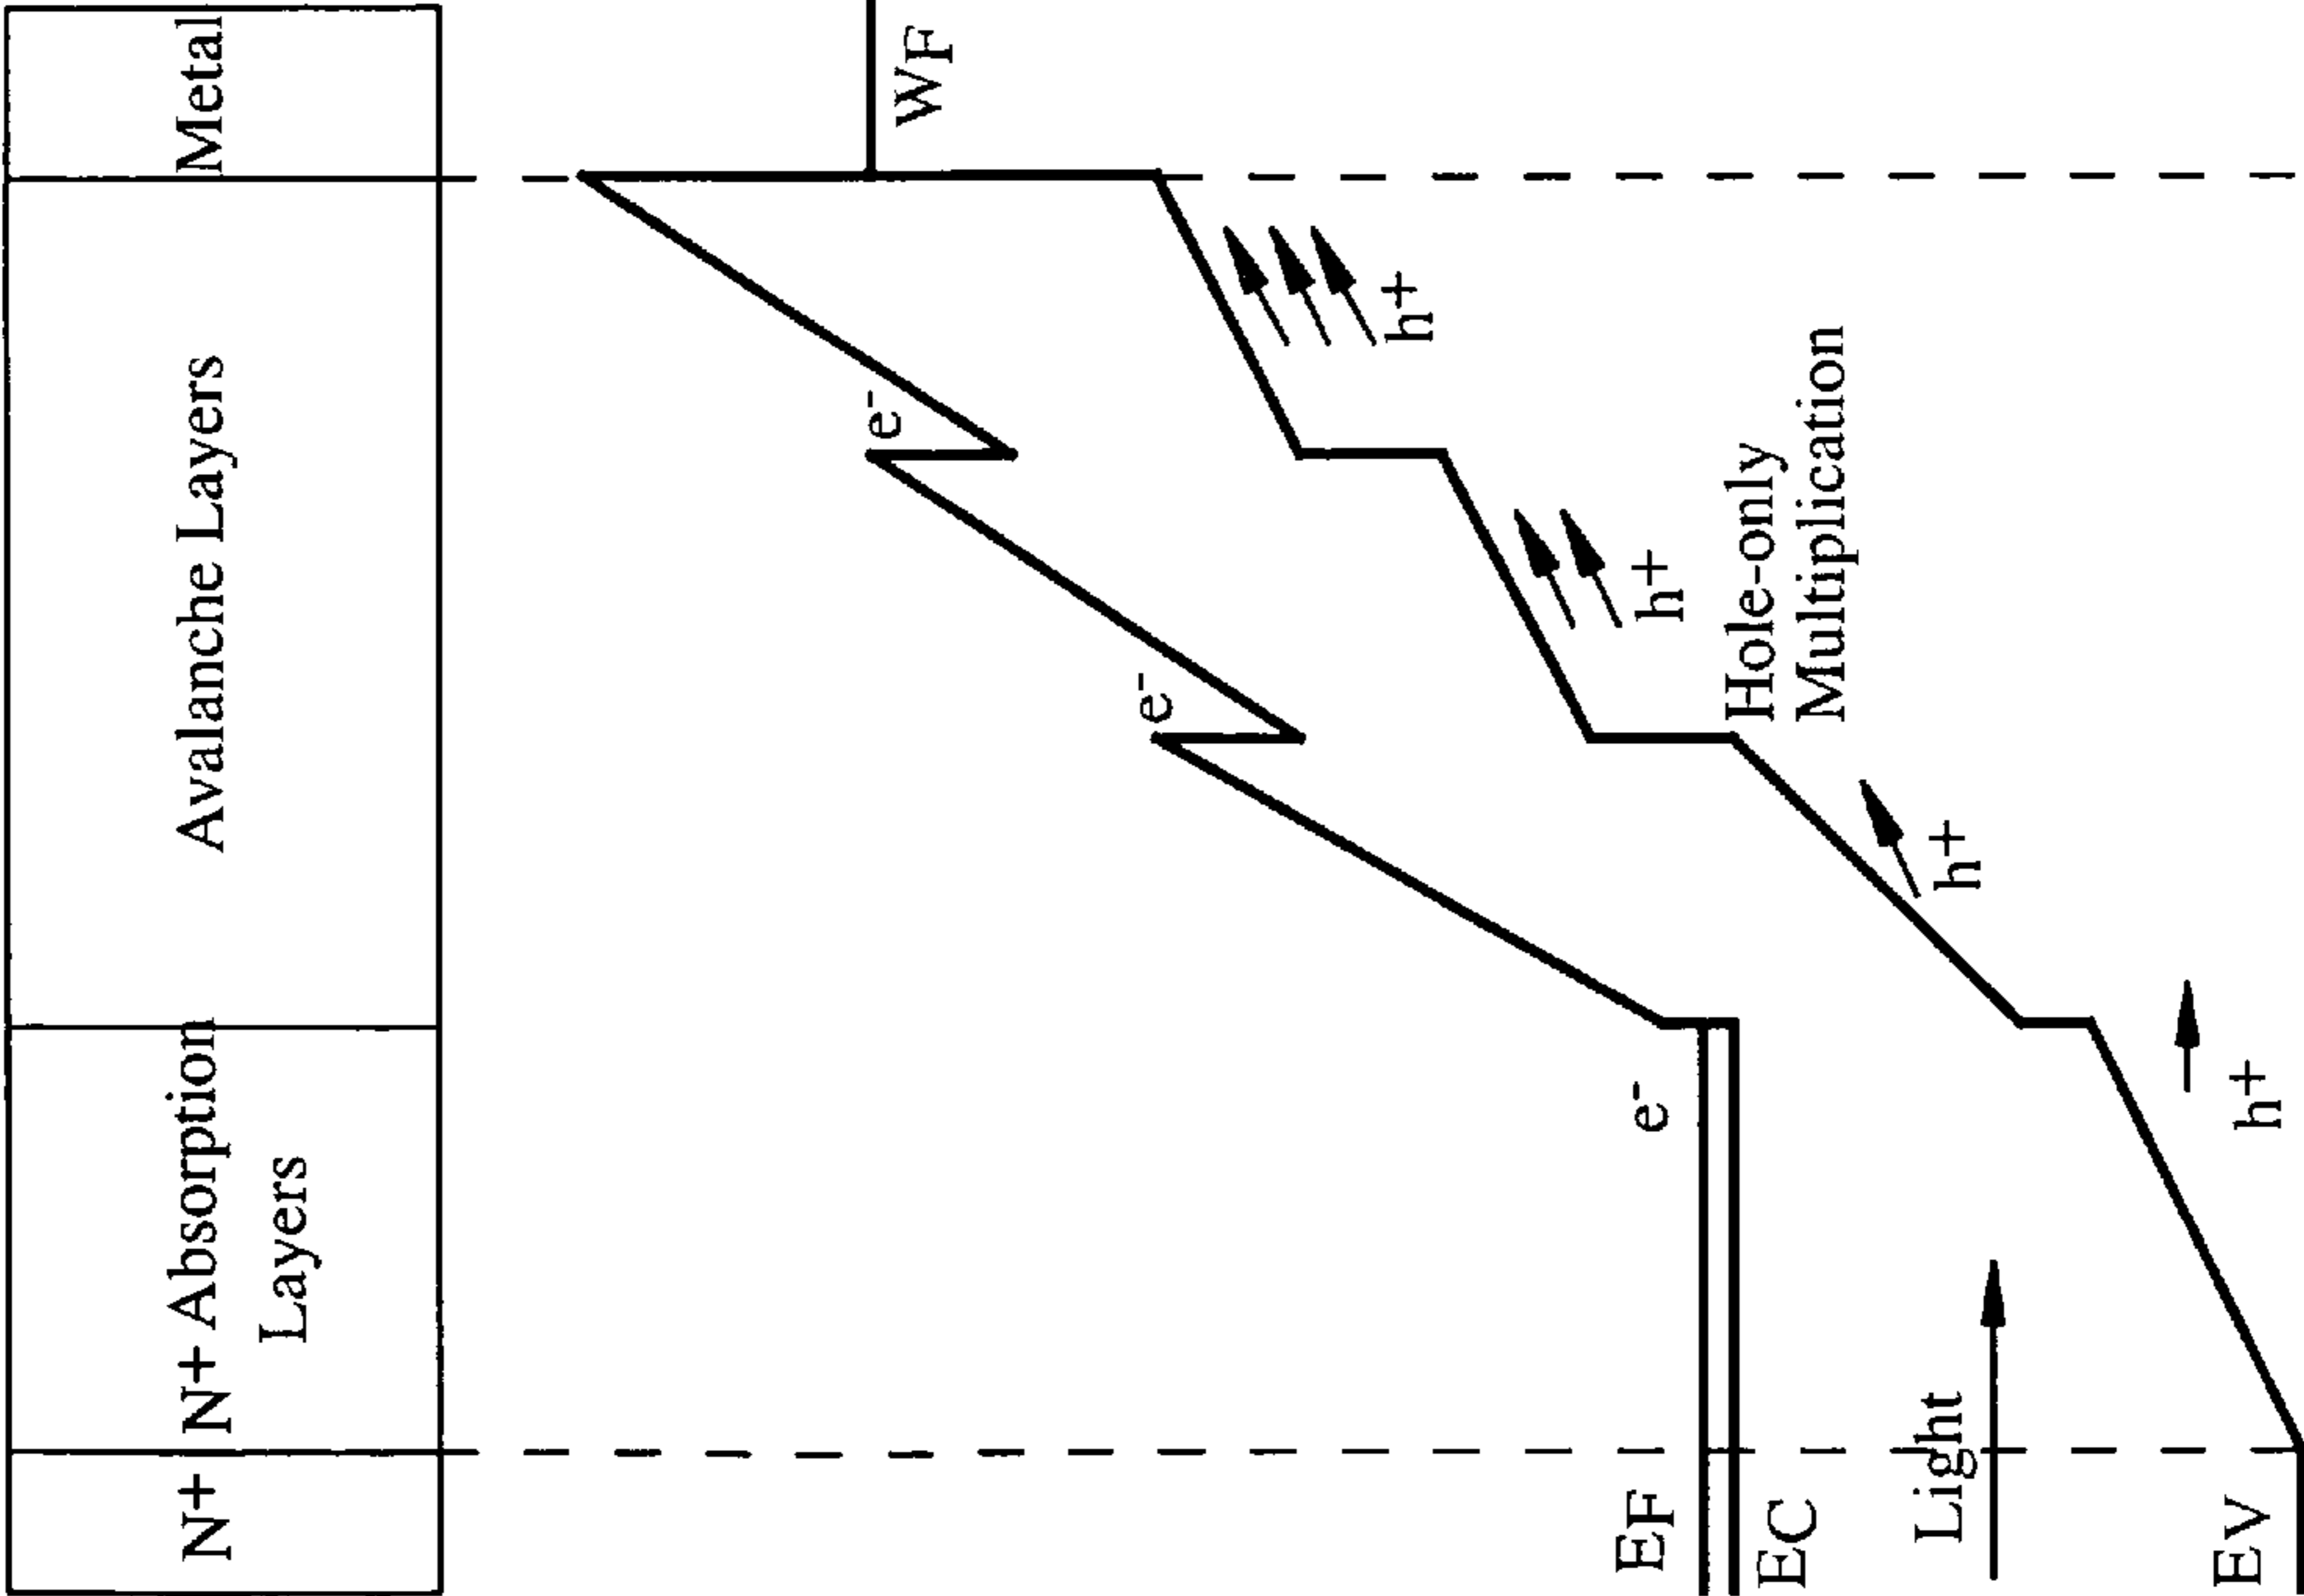 N+
N+ Absorption
Layers
Avalanche Layers
Metal
WF
e-
e-
e-
h+
h+
h+
h+
Hole-only
Multiplication
EF
EC
Light
EV